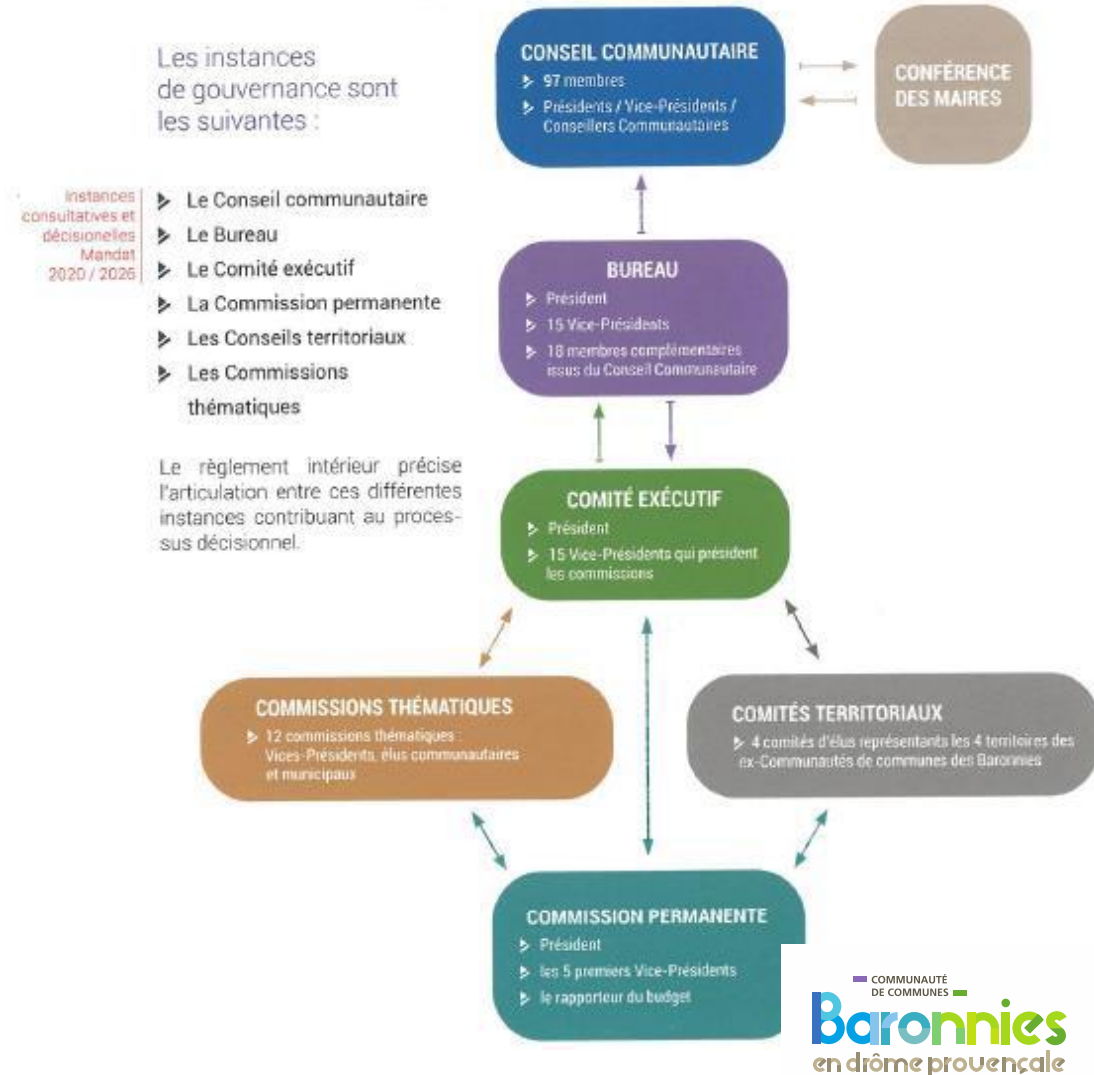 Les instances
de gouvernance sont
les suivantes :
Instances
consultatives et
décisionelles
Mandat
2020 / 2026
Le Conseil communautaire
Le Bureau
Le Comité exécutif
La Commission permanente
Les Conseils territoriaux
Les Commissions
thématiques
Le règlement intérieur précise
l'articulation entre ces différentes
instances contribuant au proces-
sus décisionnel.
CONSEIL COMMUNAUTAIRE
97 membres
Présidents / Vice-Présidents /
Conseillers Communautaires
CONFÉRENCE
DES MAIRES
BUREAU
Président
15 Vice-Présidents
18 membres complémentaires
issus du Conseil Communautaire
COMITÉ EXÉCUTIF
Président
15 Vice-Présidents qui président
les commissions
COMMISSIONS THÉMATIQUES
12 commissions thématiques :
Vices-Présidents, élus communautaires
et municipaux
COMITÉS TERRITORIAUX
4 comités d'élus représentants les 4 territoires des
ex-Communautés de communes des Baronnies
COMMISSION PERMANENTE
Président
les 5 premiers Vice-Présidents
le rapporteur du budget
COMMUNAUTÉ
DE COMMUNES
Baronnies
en drôme provençale